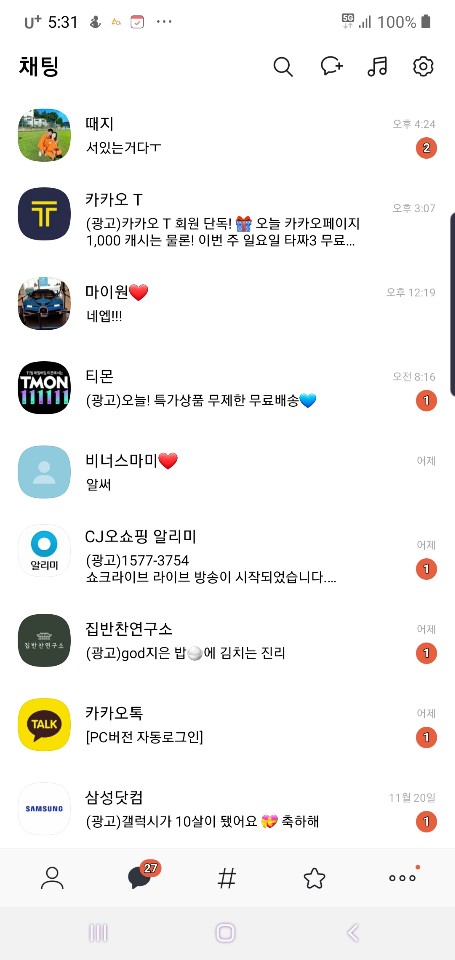 U+ 5:31 5G 100%
채팅
때지 오후 4:24
서있는거다ㅜ 2
카카오 T 오후 3:07
(광고)카카오 T 회원 단독! 🎁 오늘 카카오페이지
1,000 캐시는 물론! 이번 주 일요일 타짜3 무료...
마이원❤️ 오후 12:19
네엡!!!
TMON
111111
티몬 오전 8:16
(광고)오늘! 특가상품 무제한 무료배송💙 1
비너스마미❤️ 어제
알써
알리미
CJ오쇼핑 알리미 어제
(광고)1577-3754 1
쇼크라이브 라이브 방송이 시작되었습니다....
집반찬연구소
집반찬연구소 어제
(광고)god지은 밥🍚에 김치는 진리 1
TALK
카카오톡 어제
[PC버전 자동로그인] 1
SAMSUNG
삼성닷컴 11월 20일
(광고)갤럭시가 10살이 됐어요 💝 축하해 1
27
#